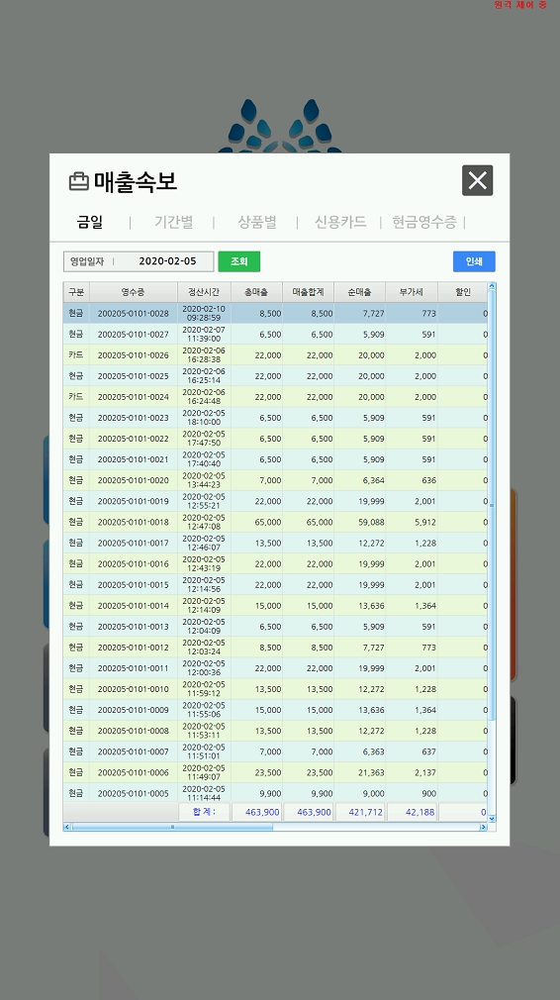 원격 제어 중
매출속보
금일 | 기간별 | 상품별 | 신용카드 | 현금영수증 |
영업일자 | 2020-02-05 조회 인쇄
구분 영수증 정산시간 총매출 매출합계 순매출 부가세 할인
현금 200205-0101-0028 2020-02-10 09:28:59 8,500 8,500 7,727 773 0
현금 200205-0101-0027 2020-02-07 11:39:00 6,500 6,500 5,909 591 0
카드 200205-0101-0026 2020-02-06 16:28:38 22,000 22,000 20,000 2,000 0
현금 200205-0101-0025 2020-02-06 16:25:14 22,000 22,000 20,000 2,000 0
카드 200205-0101-0024 2020-02-06 16:24:48 22,000 22,000 20,000 2,000 0
현금 200205-0101-0023 2020-02-05 18:10:00 6,500 6,500 5,909 591 0
현금 200205-0101-0022 2020-02-05 17:47:50 6,500 6,500 5,909 591 0
현금 200205-0101-0021 2020-02-05 17:40:40 6,500 6,500 5,909 591 0
현금 200205-0101-0020 2020-02-05 13:44:23 7,000 7,000 6,364 636 0
현금 200205-0101-0019 2020-02-05 12:55:21 22,000 22,000 19,999 2,001 0
현금 200205-0101-0018 2020-02-05 12:47:08 65,000 65,000 59,088 5,912 0
현금 200205-0101-0017 2020-02-05 12:46:07 13,500 13,500 12,272 1,228 0
현금 200205-0101-0016 2020-02-05 12:43:19 22,000 22,000 19,999 2,001 0
현금 200205-0101-0015 2020-02-05 12:14:56 22,000 22,000 19,999 2,001 0
현금 200205-0101-0014 2020-02-05 12:14:09 15,000 15,000 13,636 1,364 0
현금 200205-0101-0013 2020-02-05 12:04:09 6,500 6,500 5,909 591 0
현금 200205-0101-0012 2020-02-05 12:03:24 8,500 8,500 7,727 773 0
현금 200205-0101-0011 2020-02-05 12:00:36 22,000 22,000 19,999 2,001 0
현금 200205-0101-0010 2020-02-05 11:59:12 13,500 13,500 12,272 1,228 0
현금 200205-0101-0009 2020-02-05 11:55:06 15,000 15,000 13,636 1,364 0
현금 200205-0101-0008 2020-02-05 11:53:11 13,500 13,500 12,272 1,228 0
현금 200205-0101-0007 2020-02-05 11:51:01 7,000 7,000 6,363 637 0
현금 200205-0101-0006 2020-02-05 11:49:07 23,500 23,500 21,363 2,137 0
현금 200205-0101-0005 2020-02-05 11:14:44 9,900 9,900 9,000 900 0
합 계 : 463,900 463,900 421,712 42,188 0